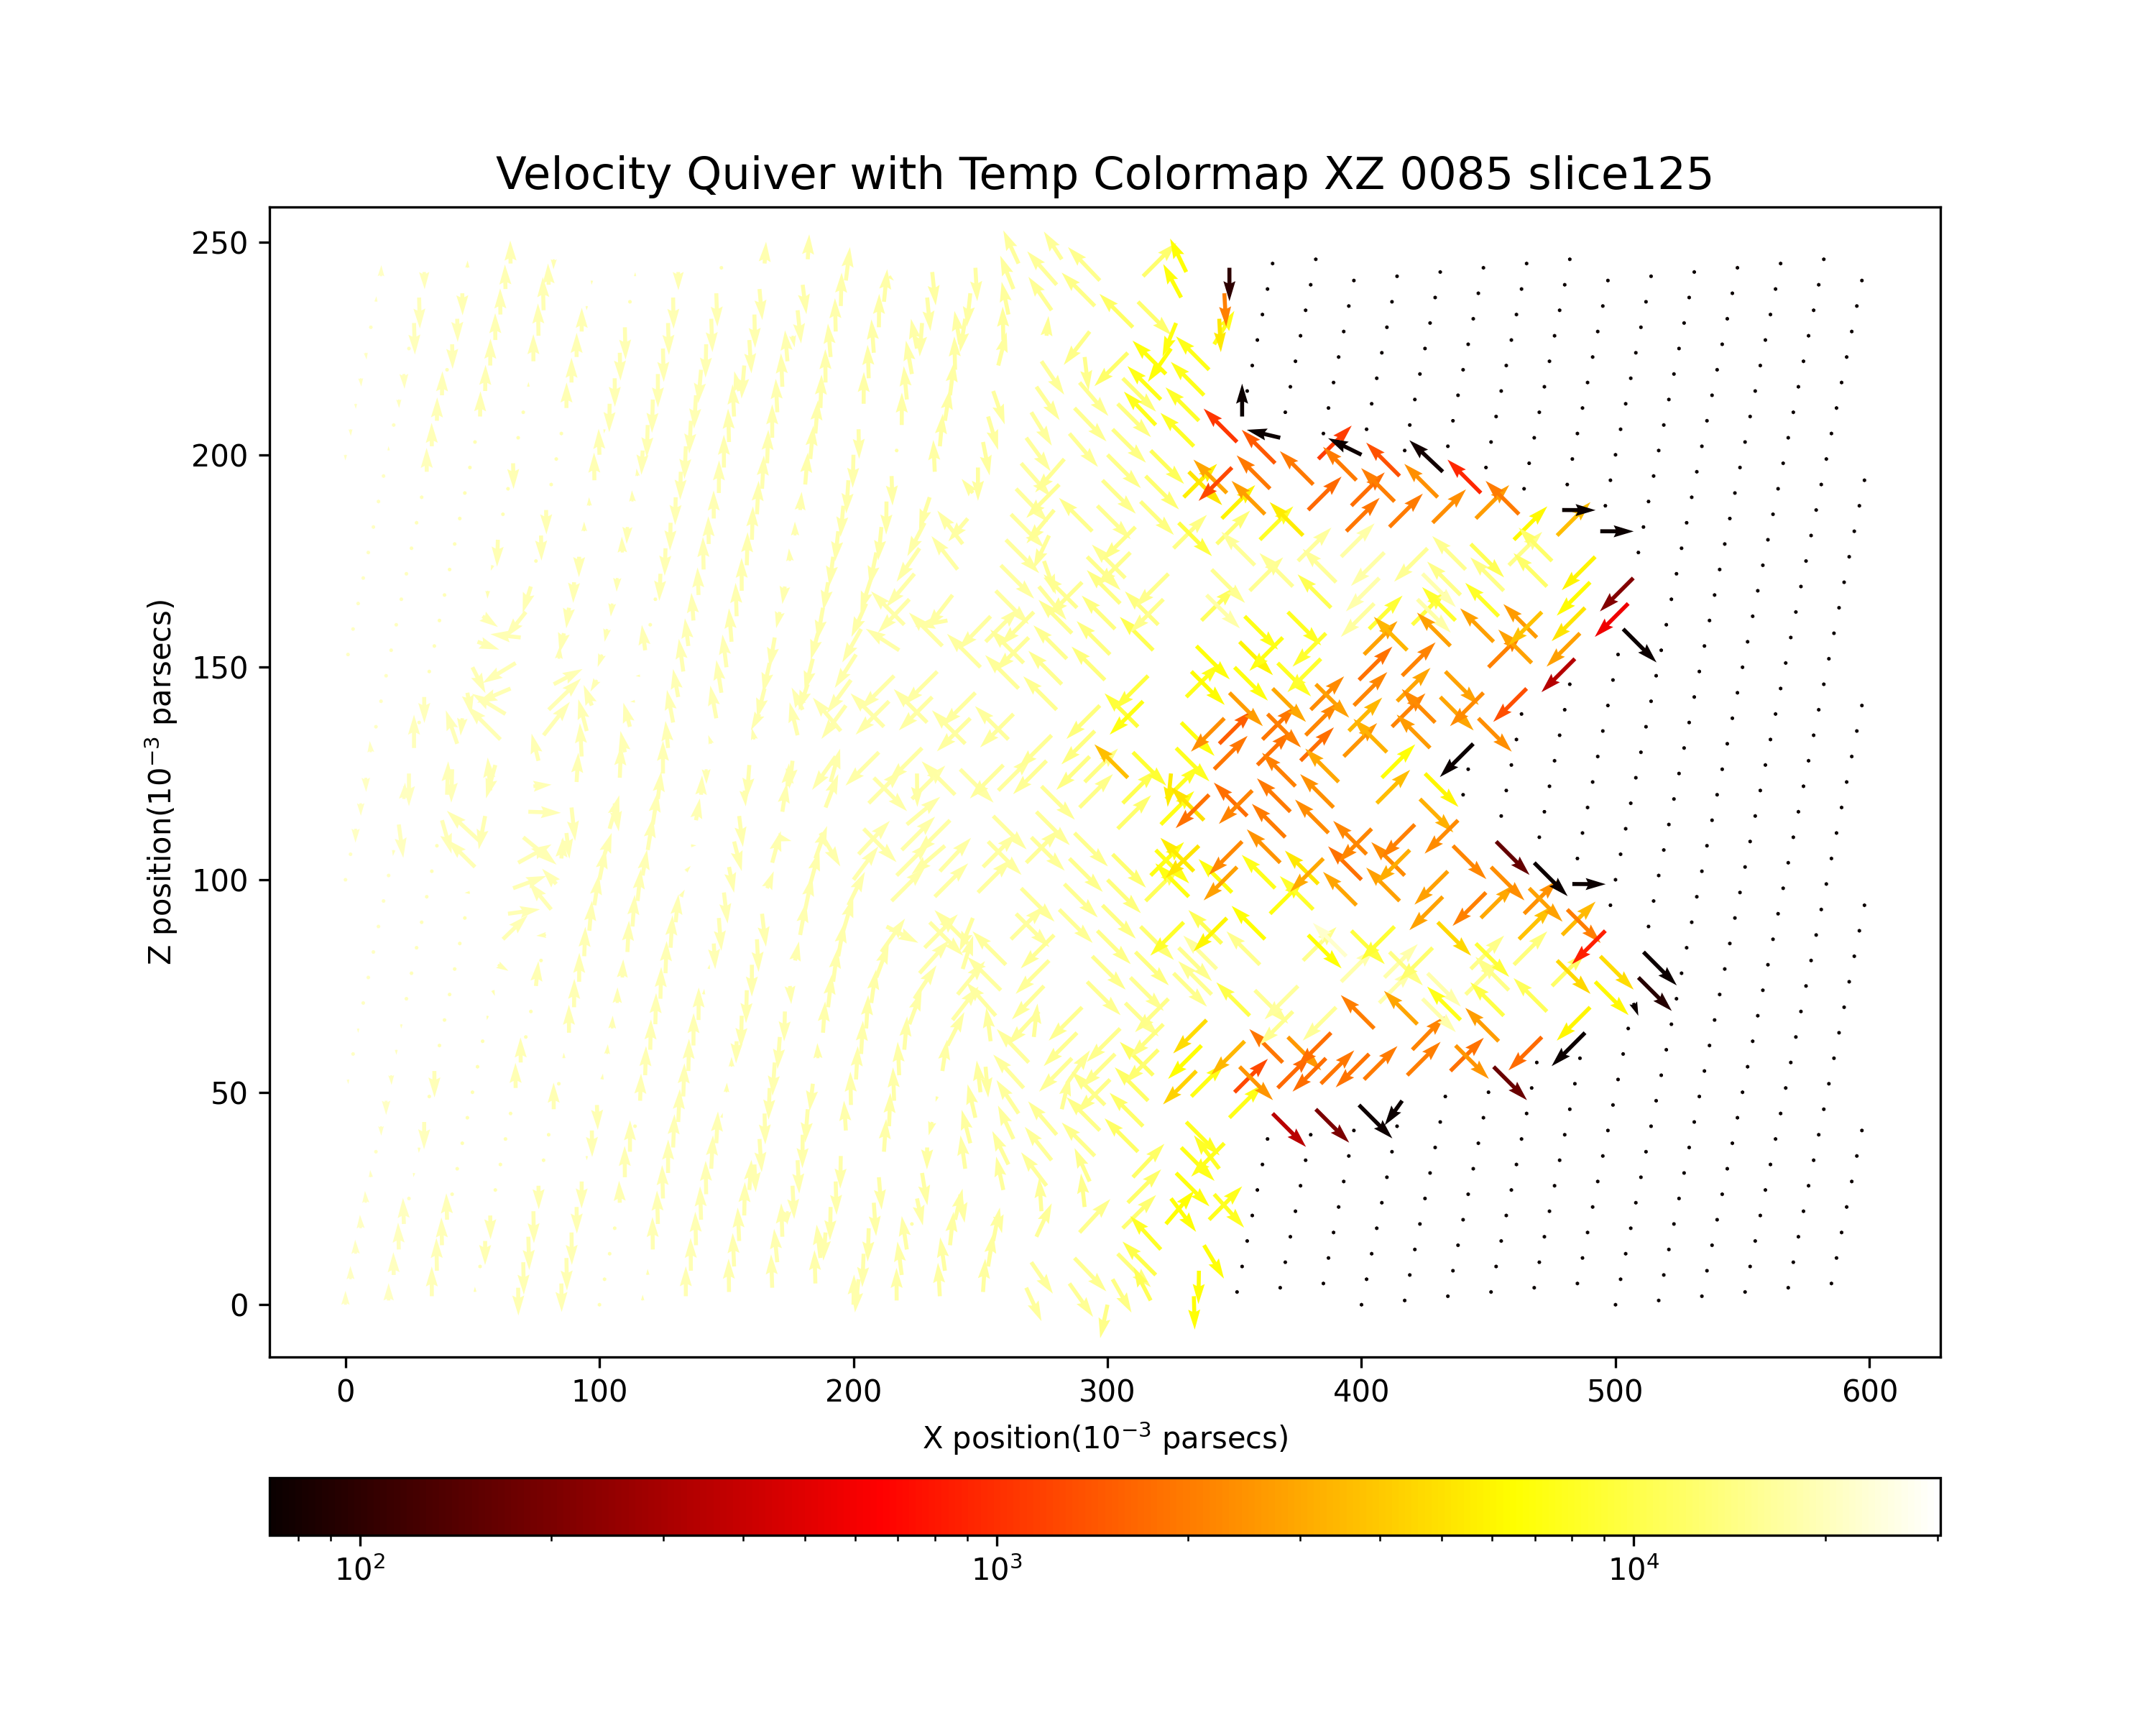 Velocity Quiver with Temp Colormap XZ 0085 slice125
250
200
150
100
50
0
Z position(10⁻³ parsecs)
0 100 200 300 400 500 600
X position(10⁻³ parsecs)
10² 10³ 10⁴